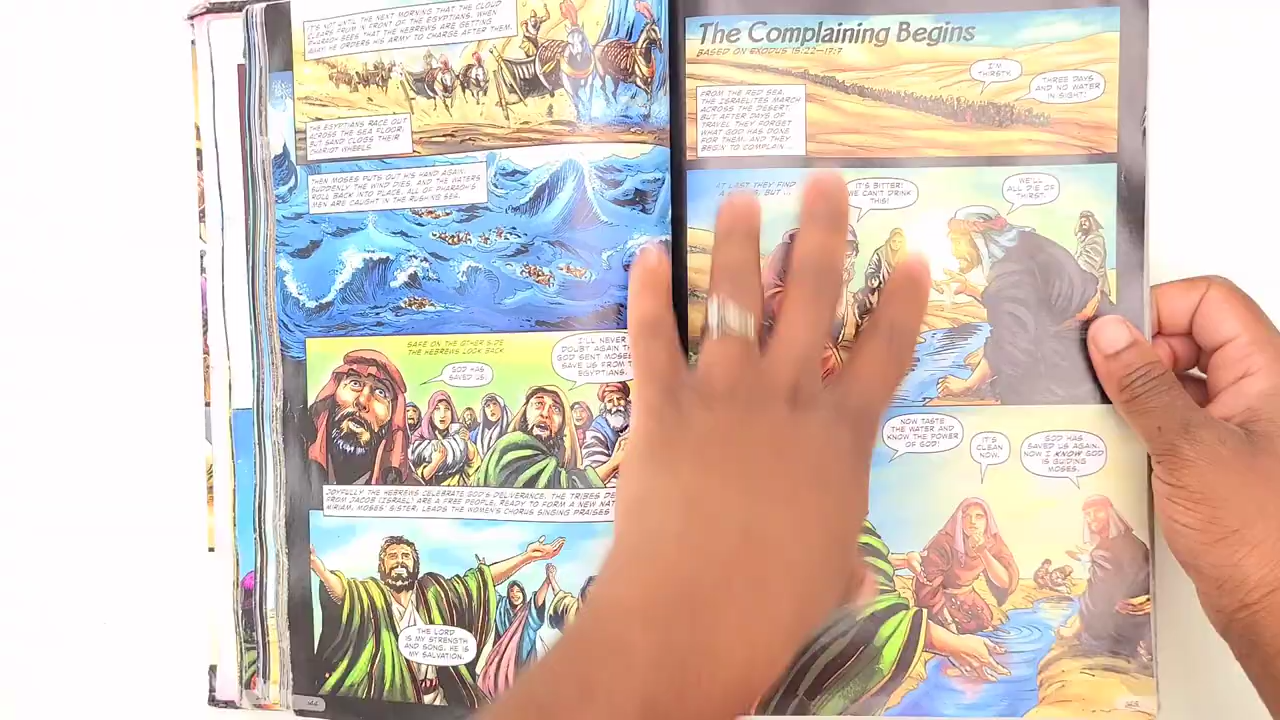 IT'S NOT UNTIL THE NEXT MORNING THAT THE CLOUD
CLEARS FROM IN FRONT OF THE EGYPTIANS. WHEN
PHARAOH SEES THAT THE HEBREWS ARE GETTING
AWAY, HE ORDERS HIS ARMY TO CHARGE AFTER THEM.
THE EGYPTIANS RACE OUT
ACROSS THE SEA FLOOR,
BUT SAND CLOGS THEIR
CHARIOT WHEELS.
THEN MOSES PUTS OUT HIS HAND AGAIN.
SUDDENLY THE WIND DIES, AND THE WATERS
ROLL BACK INTO PLACE. ALL OF PHARAOH'S
MEN ARE CAUGHT IN THE RUSHING SEA.
SAFE ON THE OTHER SIDE
THE HEBREWS LOOK BACK
GOD HAS
SAVED US.
I'LL NEVER
DOUBT AGAIN
GOD SENT MOSES
SAVE US FROM
EGYPTIANS.
JOYFULLY THE HEBREWS CELEBRATE GOD'S DELIVERANCE. THE TRIBES
FROM JACOB (ISRAEL) ARE A FREE PEOPLE, READY TO FORM A NEW
MIRIAM, MOSES' SISTER, LEADS THE WOMEN'S CHORUS SINGING PRAISES
THE LORD
IS MY STRENGTH
AND SONG; HE IS
MY SALVATION.
The Complaining Begins
BASED ON EXODUS 15:22–17:7
I'M
THIRSTY.
THREE DAYS
AND NO WATER
IN SIGHT!
FROM THE RED SEA,
THE ISRAELITES MARCH
ACROSS THE DESERT.
BUT AFTER DAYS OF
TRAVEL THEY FORGET
WHAT GOD HAS DONE
FOR THEM, AND THEY
BEGIN TO COMPLAIN...
AT LAST THEY FIND
BUT...
IT'S BITTER!
WE CAN'T DRINK
THIS!
WE'LL
ALL DIE OF
THIRST.
NOW TASTE
THE WATER AND
KNOW THE POWER
OF GOD!
IT'S
CLEAN
NOW.
GOD HAS
SAVED US AGAIN.
NOW I KNOW GOD
IS GUIDING
MOSES.